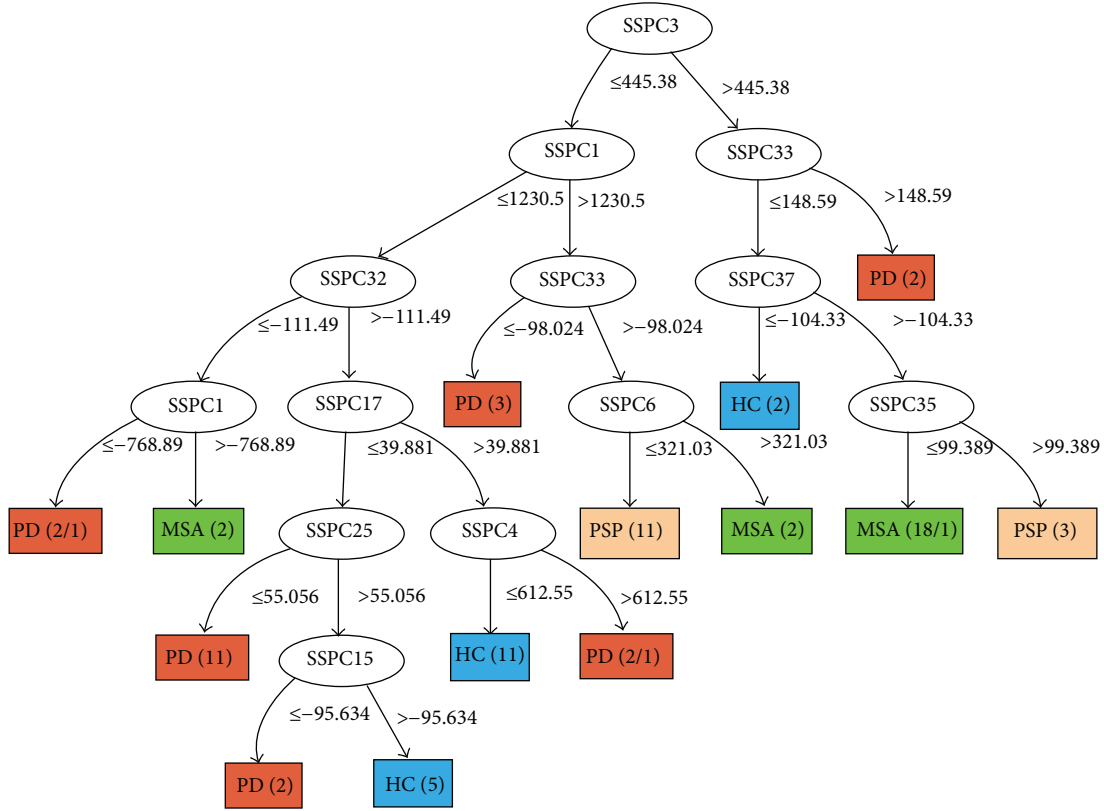 SSPC3
≤445.38 >445.38
SSPC1 SSPC33
≤1230.5 >1230.5 ≤148.59 >148.59
SSPC32 SSPC33 SSPC37 PD (2)
≤−111.49 >−111.49 ≤−98.024 >−98.024 ≤−104.33 >−104.33
SSPC1 SSPC17 PD (3) SSPC6 HC (2) SSPC35
≤−768.89 >−768.89 ≤39.881 >39.881 ≤321.03 >321.03 ≤99.389 >99.389
PD (2/1) MSA (2) SSPC25 SSPC4 PSP (11) MSA (2) MSA (18/1) PSP (3)
≤55.056 >55.056 ≤612.55 >612.55
PD (11) SSPC15 HC (11) PD (2/1)
≤−95.634 >−95.634
PD (2) HC (5)